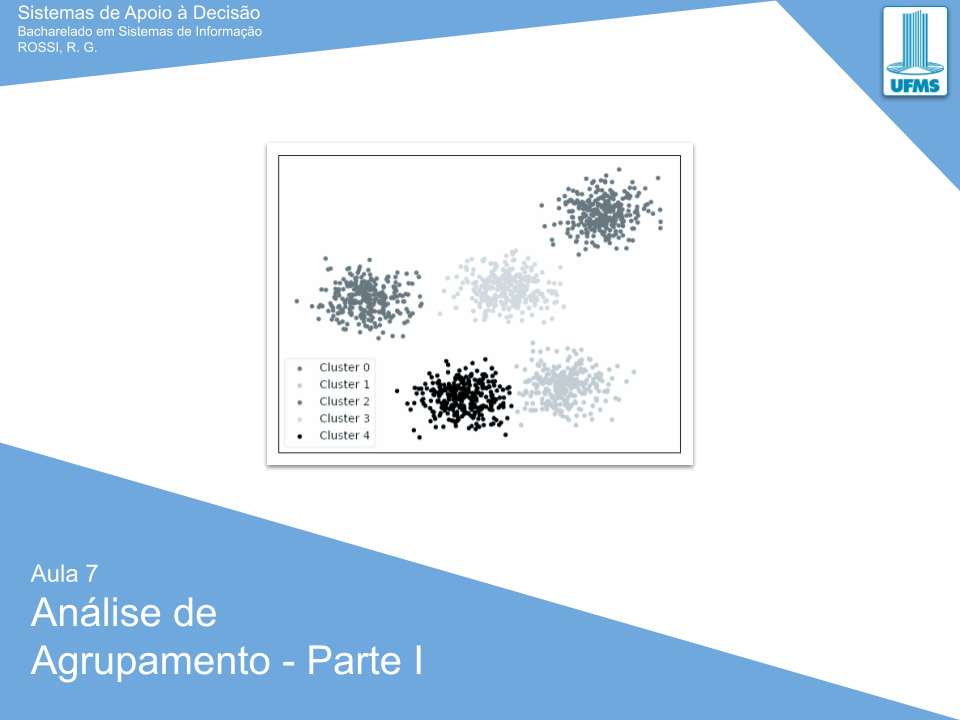 Sistemas de Apoio à Decisão
Bacharelado em Sistemas de Informação
ROSSI, R. G.
UFMS
Cluster 0
Cluster 1
Cluster 2
Cluster 3
Cluster 4
Aula 7
Análise de
Agrupamento - Parte I